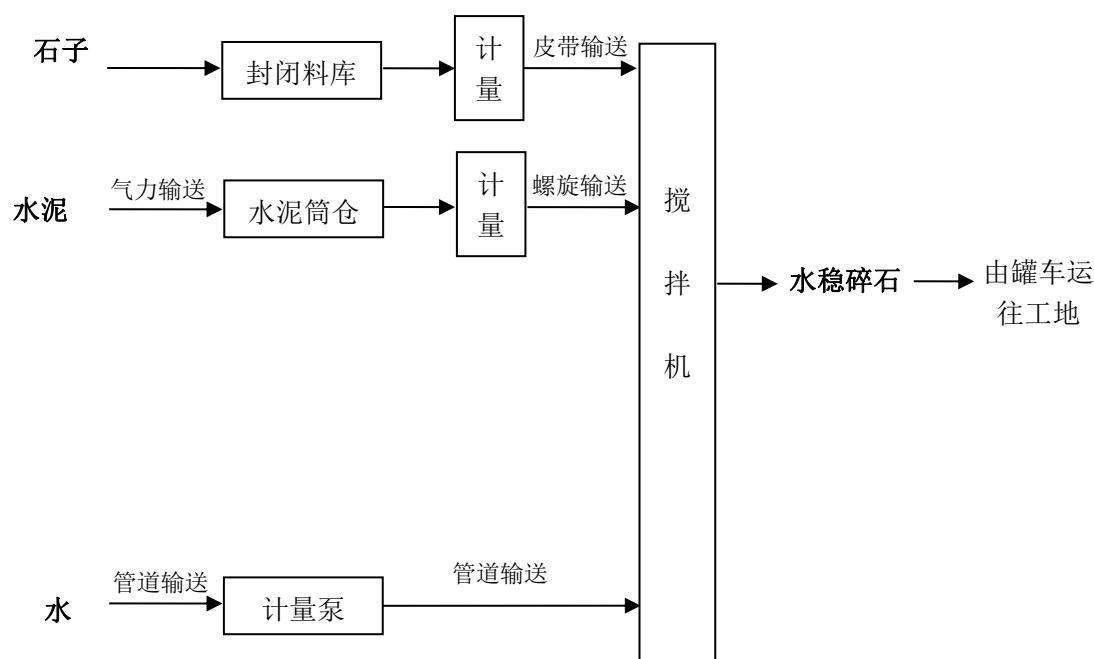 石子
封闭料库
计
量
皮带输送
水泥
气力输送
水泥筒仓
计
量
螺旋输送
搅
拌
机
水稳碎石
由罐车运
往工地
水
管道输送
计量泵
管道输送